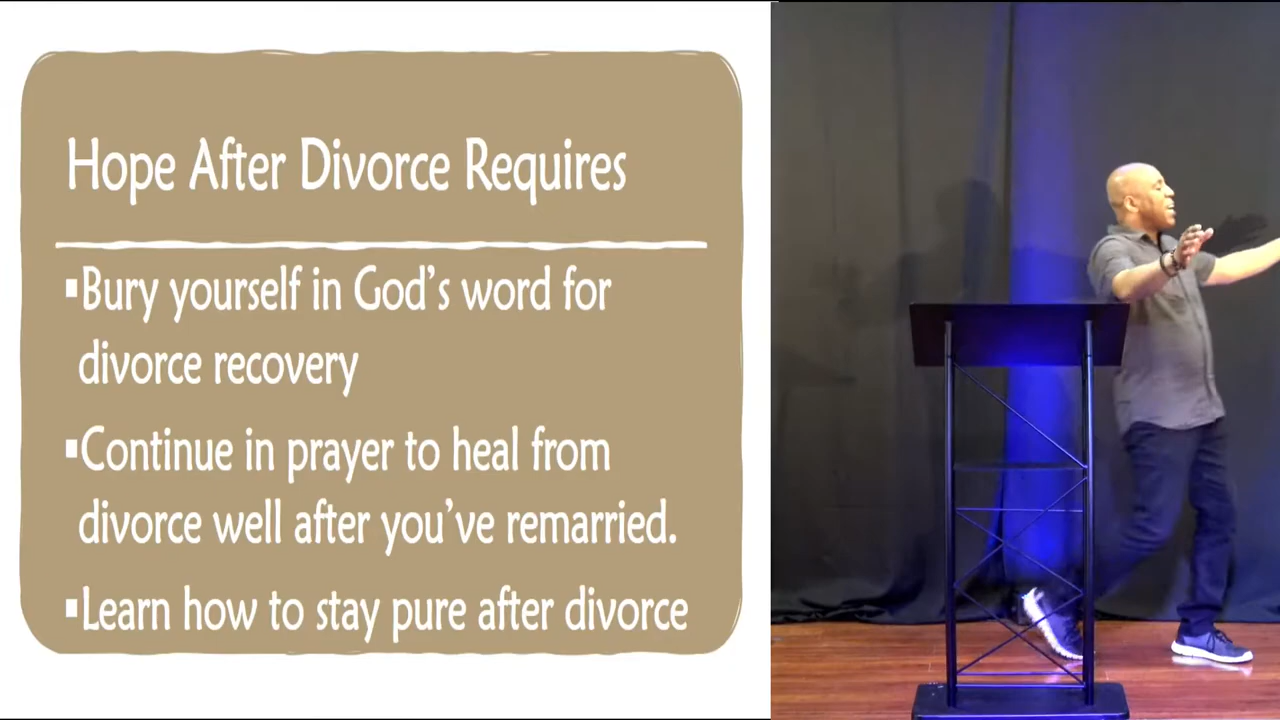 Hope After Divorce Requires
▪Bury yourself in God's word for
divorce recovery
▪Continue in prayer to heal from
divorce well after you've remarried.
▪Learn how to stay pure after divorce